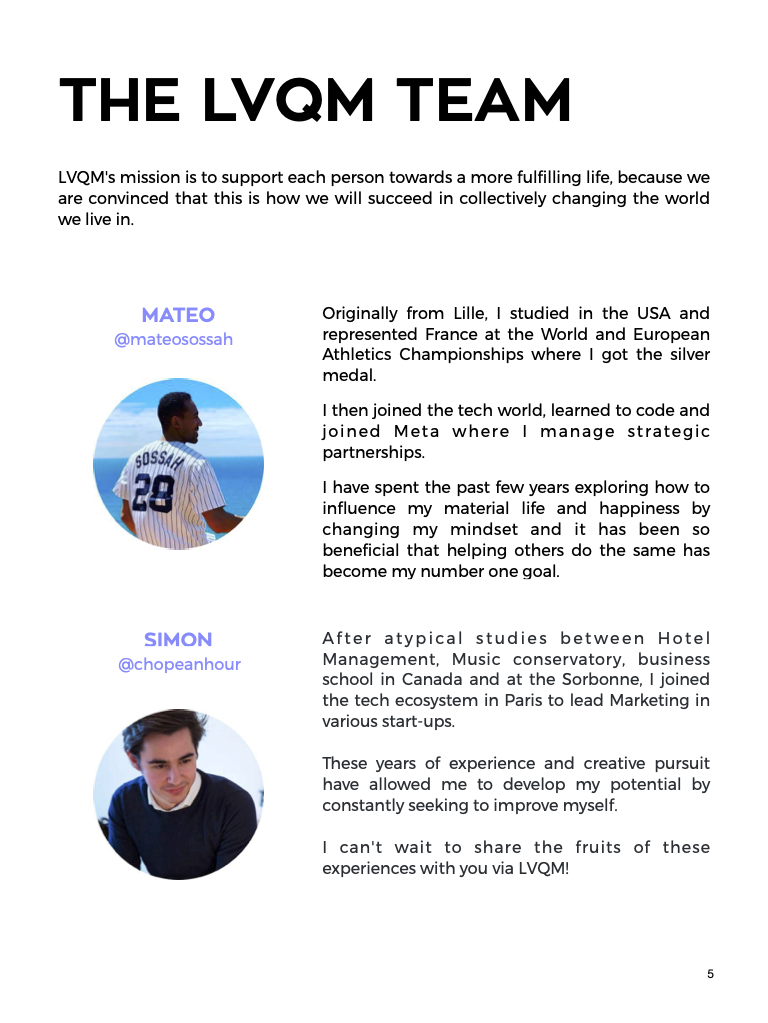 THE LVQM TEAM
LVQM's mission is to support each person towards a more fulfilling life, because we
are convinced that this is how we will succeed in collectively changing the world
we live in.
MATEO
@mateosossah
SOSSAH
28
Originally from Lille, I studied in the USA and
represented France at the World and European
Athletics Championships where I got the silver
medal.
I then joined the tech world, learned to code and
joined Meta where I manage strategic
partnerships.
I have spent the past few years exploring how to
influence my material life and happiness by
changing my mindset and it has been so
beneficial that helping others do the same has
become my number one goal.
SIMON
@chopeanhour
After atypical studies between Hotel
Management, Music conservatory, business
school in Canada and at the Sorbonne, I joined
the tech ecosystem in Paris to lead Marketing in
various start-ups.
These years of experience and creative pursuit
have allowed me to develop my potential by
constantly seeking to improve myself.
I can't wait to share the fruits of these
experiences with you via LVQM!
5